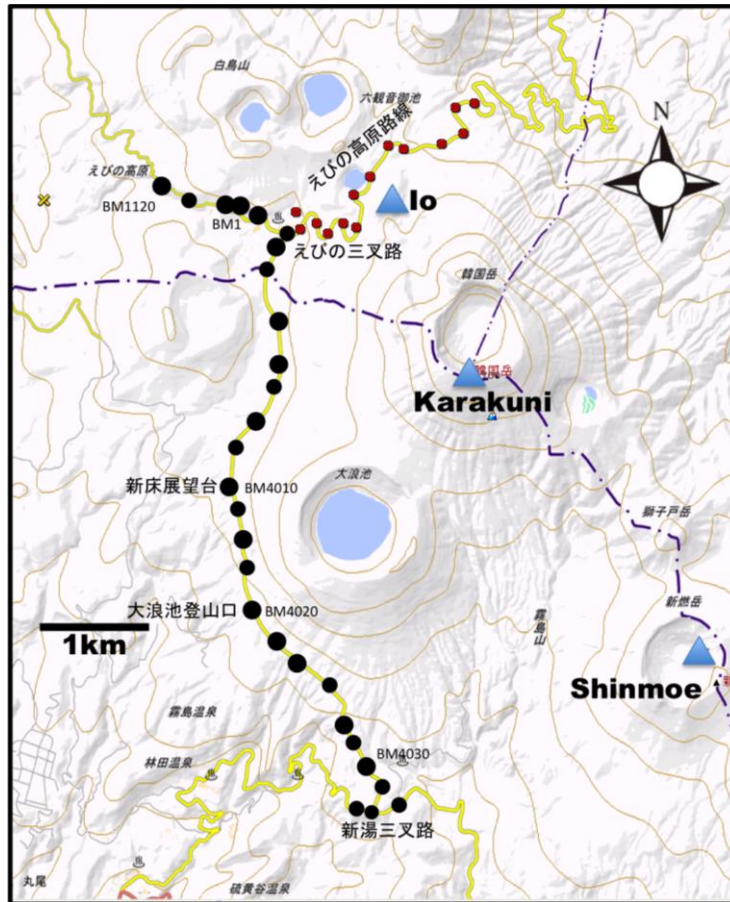 白鳥山
六観音御池
えびの高原路線
N
えびの高原
BM1120
BM1
Io
えびの三叉路
韓国岳
韓国岳
Karakuni
新床展望台
BM4010
大浪池
獅子戸岳
大浪池登山口
BM4020
1km
新燃岳
霧島山
Shinmoe
霧島温泉
林田温泉
BM4030
新湯三叉路
丸尾
硫黄谷温泉